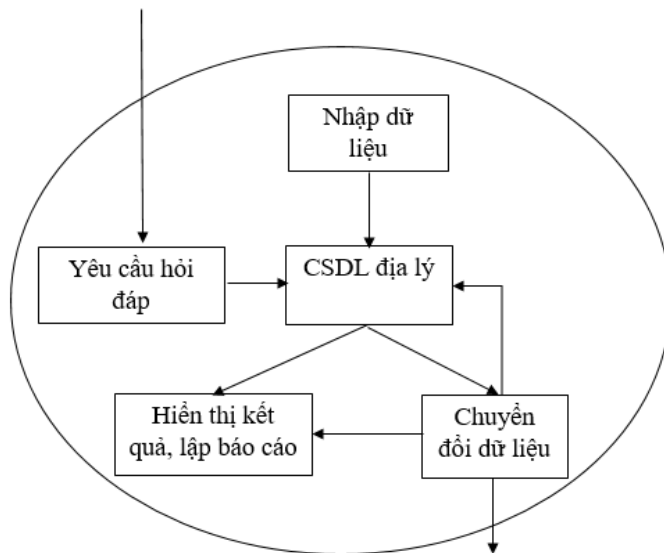 Nhập dữ
liệu
Yêu cầu hỏi
đáp
CSDL địa lý
Hiển thị kết
quả, lập báo cáo
Chuyển
đổi dữ liệu